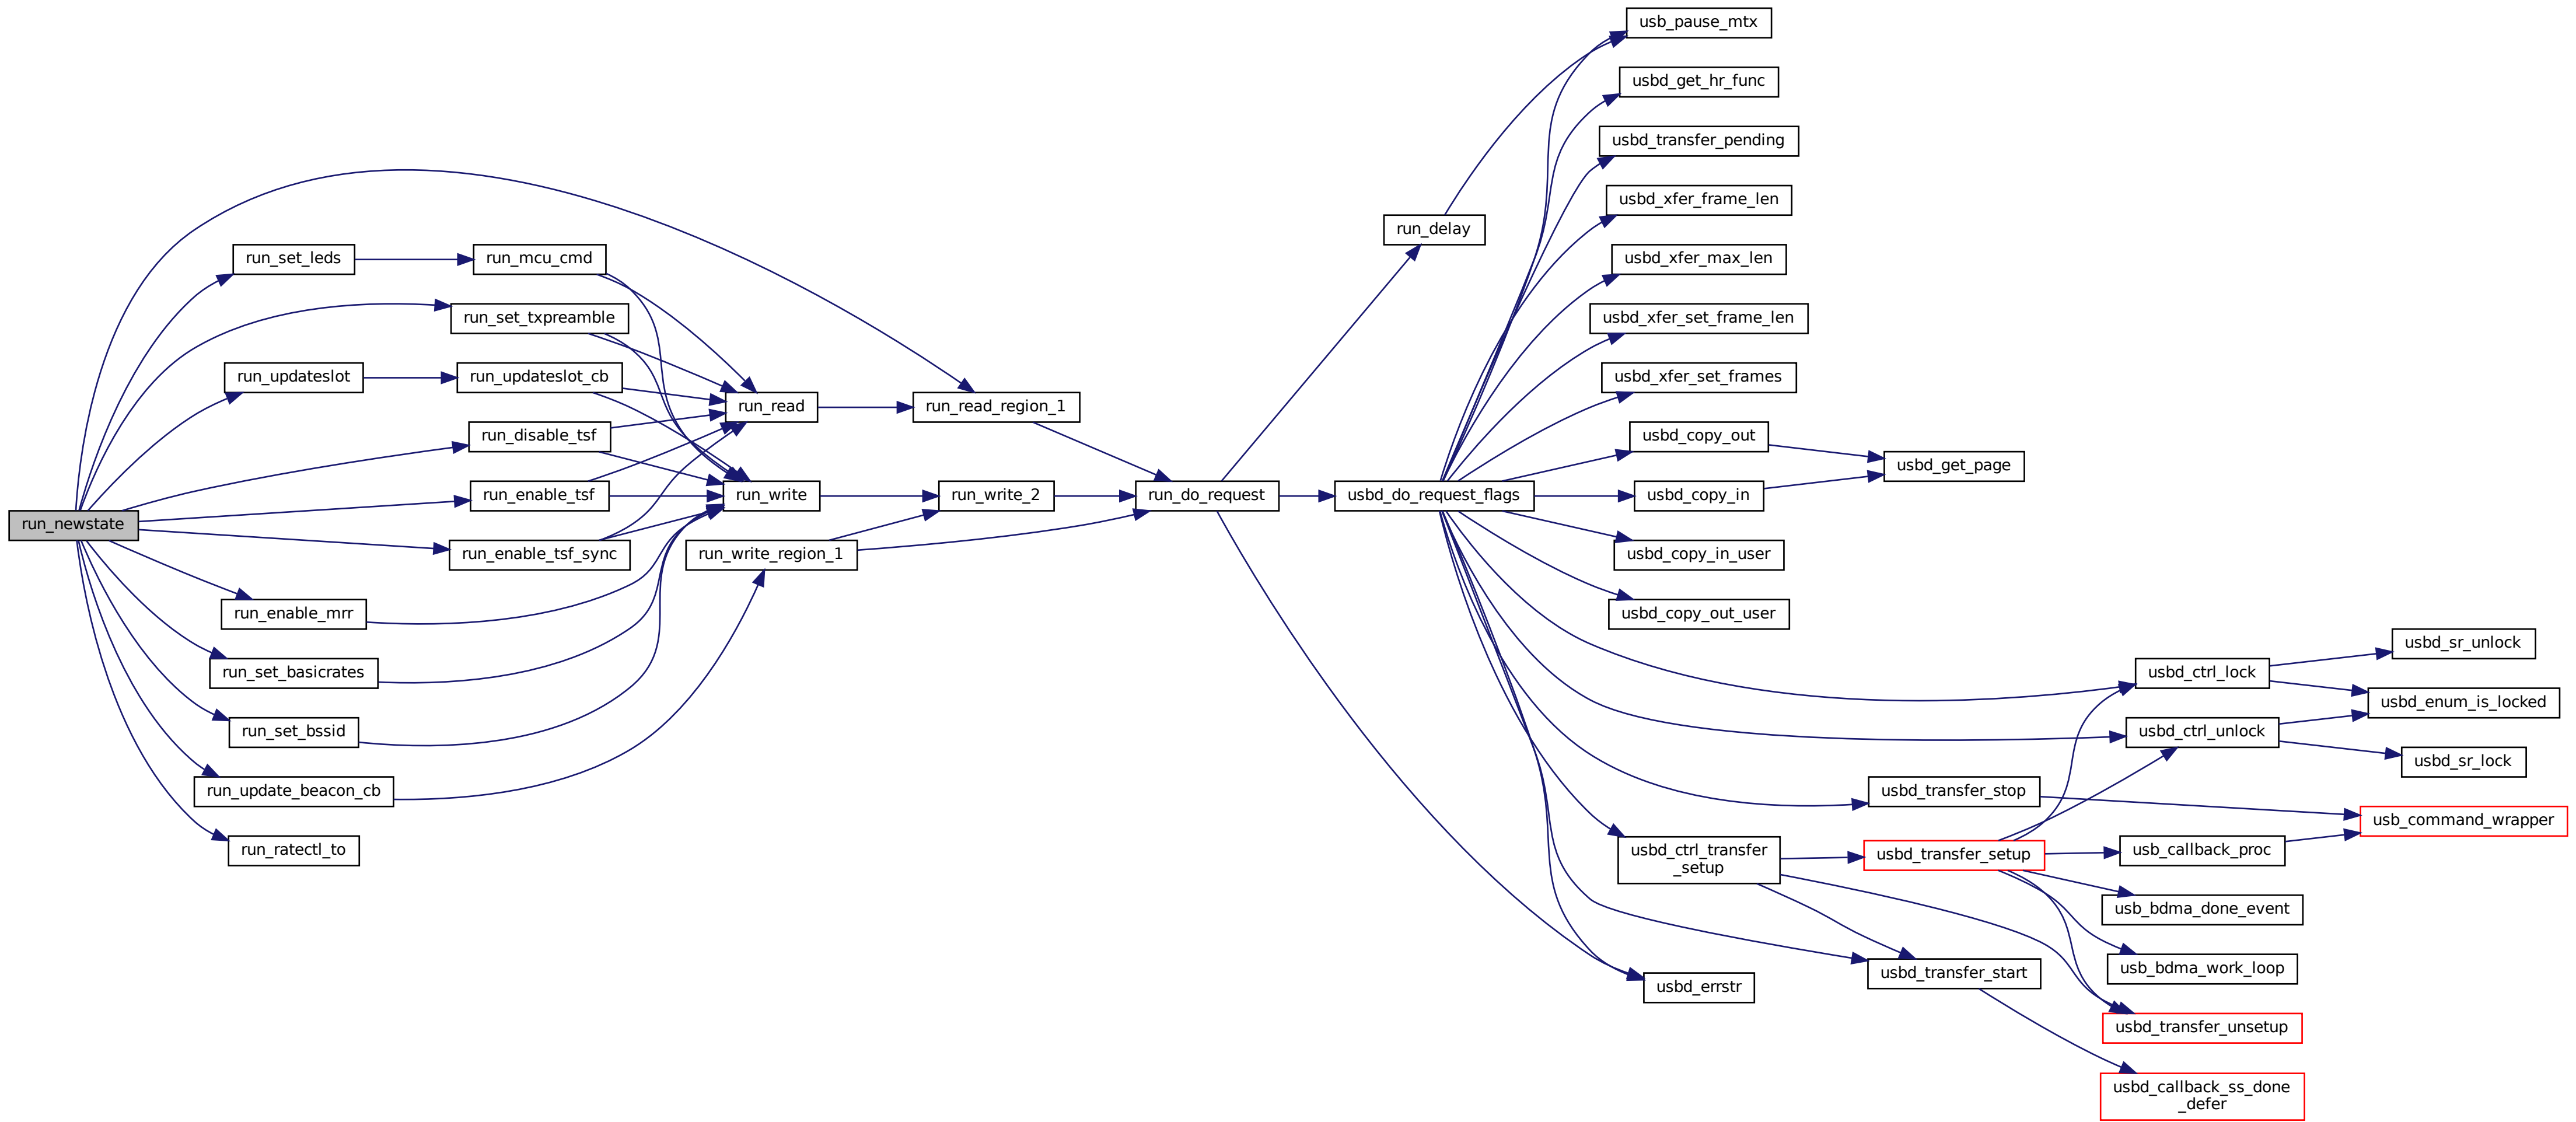 run_newstate
run_set_leds
run_updateslot
run_enable_mrr
run_set_basicrates
run_set_bssid
run_update_beacon_cb
run_ratectl_to
run_mcu_cmd
run_set_txpreamble
run_updateslot_cb
run_disable_tsf
run_enable_tsf
run_enable_tsf_sync
run_read
run_write
run_write_region_1
run_read_region_1
run_write_2
run_do_request
run_delay
usbd_do_request_flags
usb_pause_mtx
usbd_get_hr_func
usbd_transfer_pending
usbd_xfer_frame_len
usbd_xfer_max_len
usbd_xfer_set_frame_len
usbd_xfer_set_frames
usbd_copy_out
usbd_copy_in
usbd_copy_in_user
usbd_copy_out_user
usbd_ctrl_transfer
_setup
usbd_errstr
usbd_get_page
usbd_transfer_stop
usbd_transfer_setup
usbd_transfer_start
usbd_ctrl_lock
usbd_ctrl_unlock
usb_callback_proc
usb_bdma_done_event
usb_bdma_work_loop
usbd_transfer_unsetup
usbd_callback_ss_done
_defer
usbd_sr_unlock
usbd_enum_is_locked
usbd_sr_lock
usb_command_wrapper